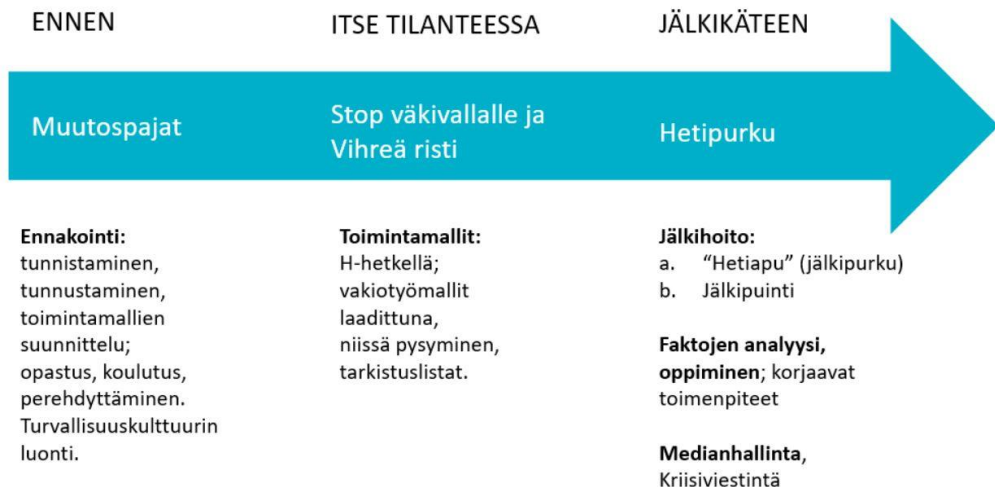 ENNEN
ITSE TILANTEESSA
JÄLKIKÄTEEN
Muutospajat
Stop väkivallalle ja
Vihreä risti
Hetipurku
Ennakointi:
tunnistaminen,
tunnustaminen,
toimintamallien
suunnittelu;
opastus, koulutus,
perehdyttäminen.
Turvallisuuskulttuurin
luonti.
Toimintamallit:
H-hetkellä;
vakiotyömallit
laadittuna,
niissä pysyminen,
tarkistuslistat.
Jälkihoito:
a. “Hetiapu” (jälkipurku)
b. Jälkipuinti
Faktojen analyysi,
oppiminen; korjaavat
toimenpiteet
Medianhallinta,
Kriisiviestintä